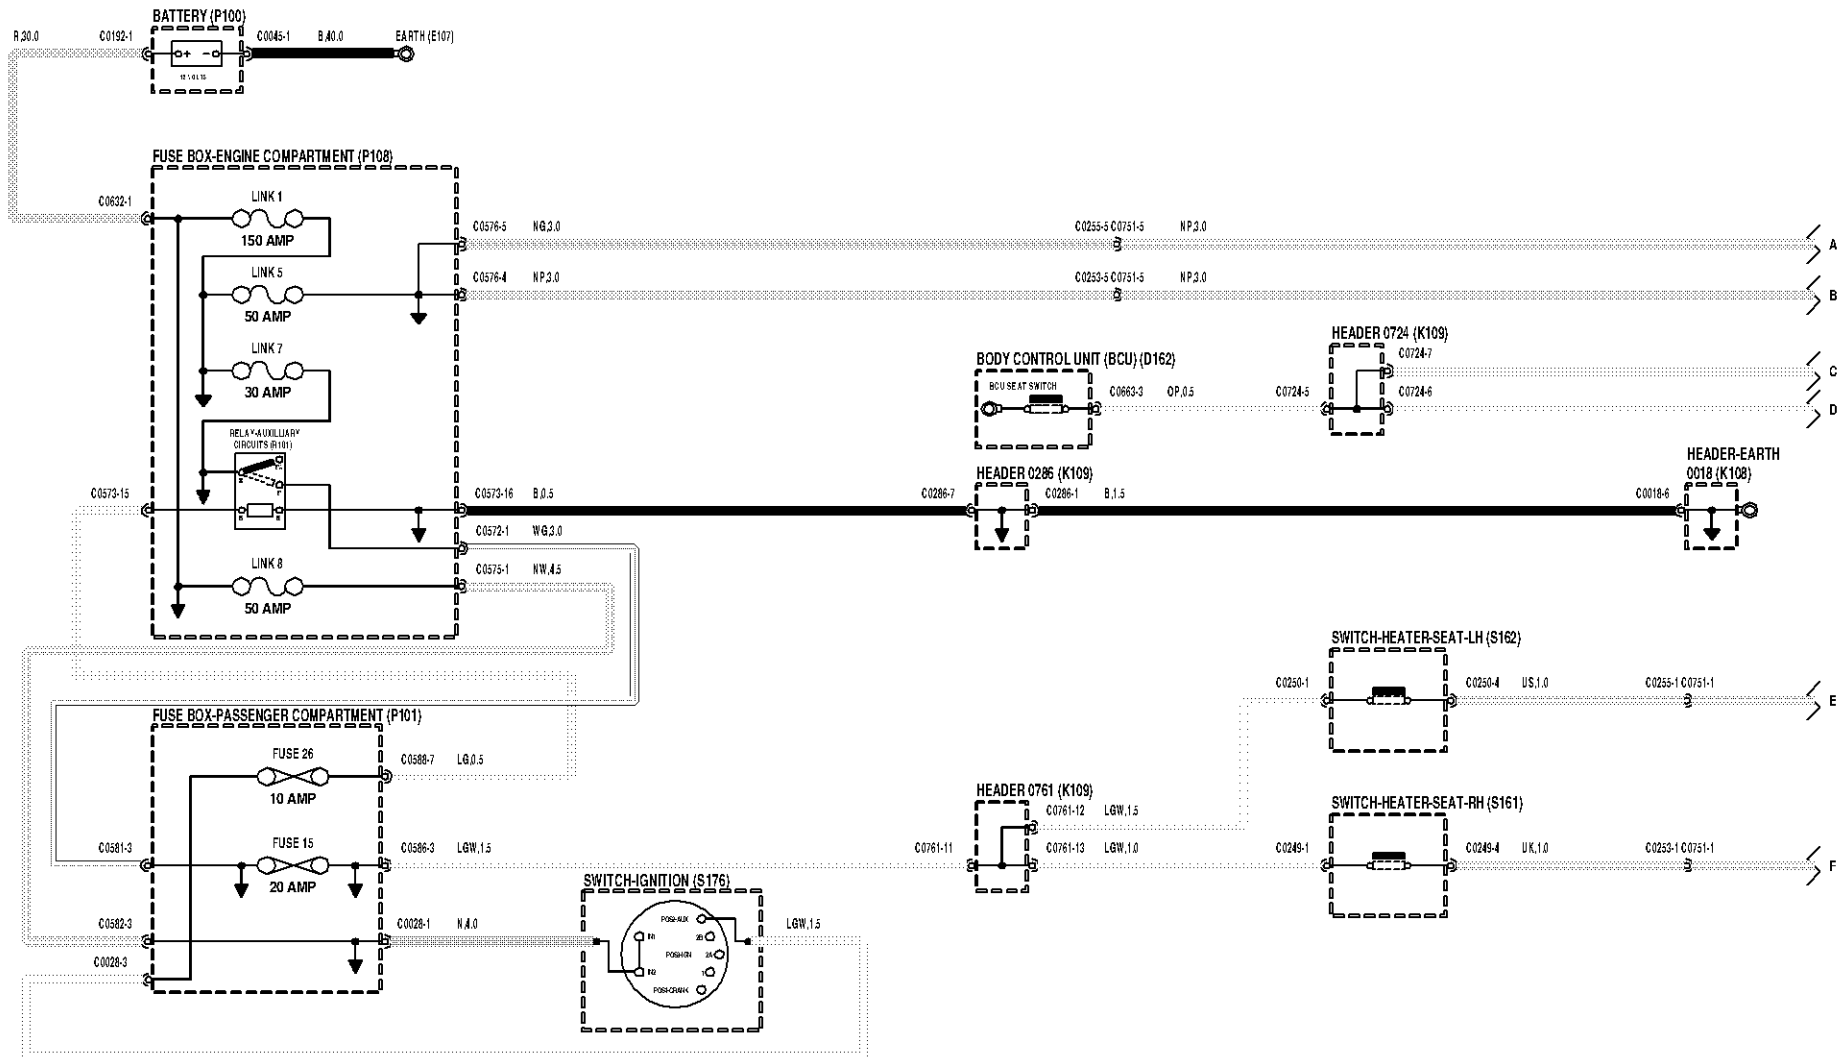 BATTERY (P100)
R,30.0 C0192-1 C0045-1 B,40.0 EARTH (E107)
+ -
12 VOLTS
FUSE BOX-ENGINE COMPARTMENT (P108)
C0632-1 LINK 1
150 AMP
C0576-5 NG,3.0 C0255-5 C0751-5 NP,3.0
A
LINK 5
C0576-4 NP,3.0 C0253-5 C0751-5 NP,3.0
50 AMP
B
LINK 7
30 AMP
BODY CONTROL UNIT (BCU) (D162)
BCU SEAT SWITCH
C0663-3 OP,0.5 C0724-5
HEADER 0724 (K109)
C0724-7
C
C0724-6
D
RELAY-AUXILLIARY
CIRCUITS (R101)
HEADER-EARTH
0018 (K108)
HEADER 0286 (K109)
C0573-15 C0573-16 B,0.5 C0286-7 C0286-1 B,1.5 C0018-6
C0572-1 WG,3.0
LINK 8
C0575-1 NW,4.5
50 AMP
SWITCH-HEATER-SEAT-LH (S162)
C0250-1 C0250-4 US,1.0 C0255-1 C0751-1
E
FUSE BOX-PASSENGER COMPARTMENT (P101)
FUSE 26
C0588-7 LG,0.5
10 AMP
HEADER 0761 (K109)
C0761-12 LGW,1.5
SWITCH-HEATER-SEAT-RH (S161)
FUSE 15
C0581-3 C0586-3 LGW,1.5 C0761-11 C0761-13 LGW,1.0 C0249-1 C0249-4 UK,1.0 C0253-1 C0751-1
F
20 AMP
SWITCH-IGNITION (S176)
C0582-3 C0028-1 N,4.0 LGW,1.5
IN1 2B
2A
IN2 1
C0028-3